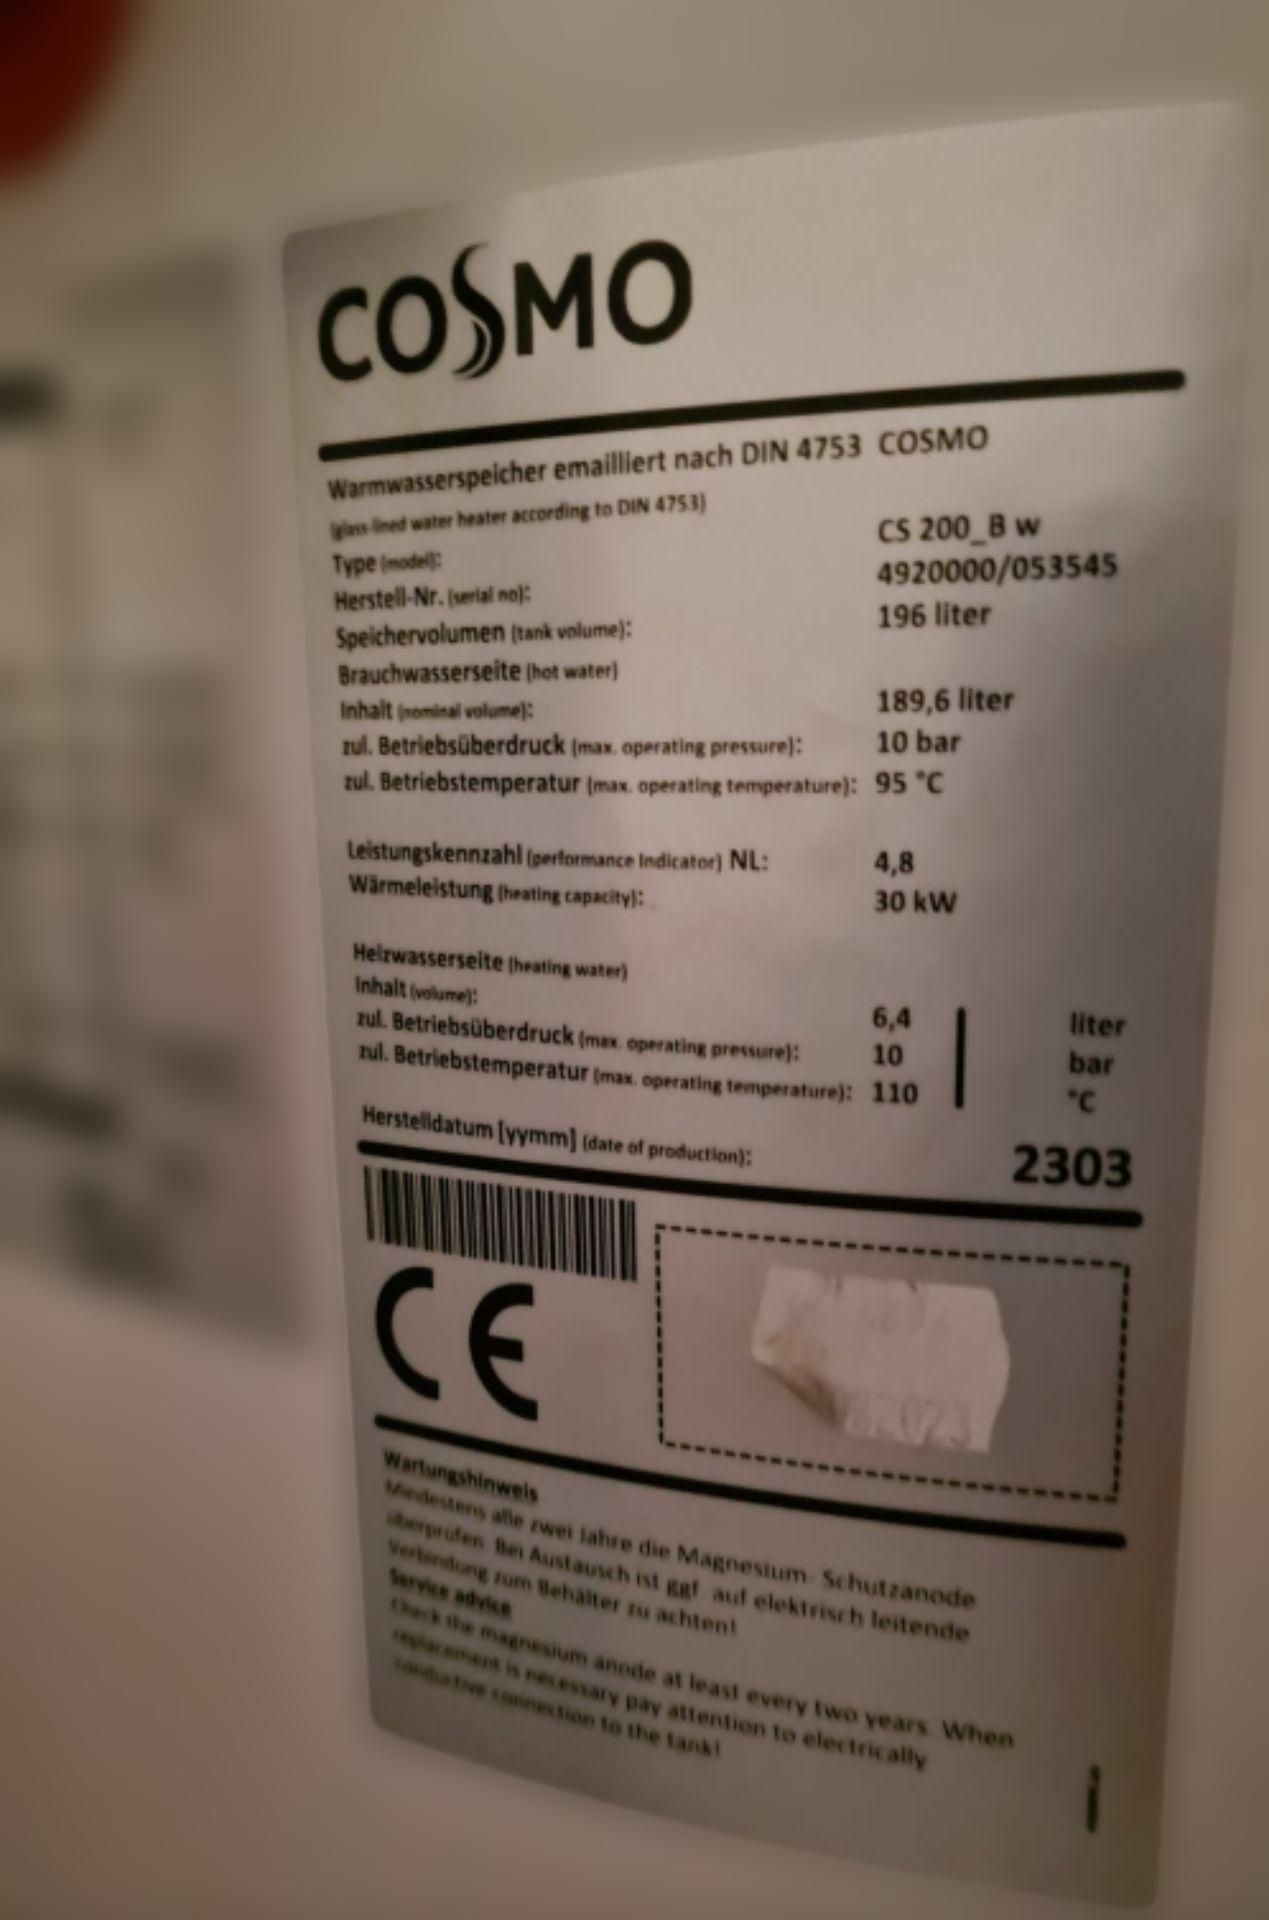 COSMO
Warmwasserspeicher emailliert nach DIN 4753 COSMO
(glass-lined water heater according to DIN 4753)
Type (model): CS 200_B w
Herstell-Nr. (serial no): 4920000/053545
Speichervolumen (tank volume): 196 liter
Brauchwasserseite (hot water)
Inhalt (nominal volume): 189,6 liter
zul. Betriebsüberdruck (max. operating pressure): 10 bar
zul. Betriebstemperatur (max. operating temperature): 95 °C
Leistungskennzahl (performance Indicator) NL: 4,8
Wärmeleistung (heating capacity): 30 kW
Heizwasserseite (heating water)
Inhalt (volume): 6,4 liter
zul. Betriebsüberdruck (max. operating pressure): 10 bar
zul. Betriebstemperatur (max. operating temperature): 110 °C
Herstelldatum [yymm] (date of production): 2303
CE
Wartungshinweis
Mindestens alle zwei Jahre die Magnesium- Schutzanode
überprüfen. Bei Austausch ist ggf. auf elektrisch leitende
Verbindung zum Behälter zu achten!
Service advice
Check the magnesium anode at least every two years. When
replacement is necessary pay attention to electrically
conductive connection to the tank!